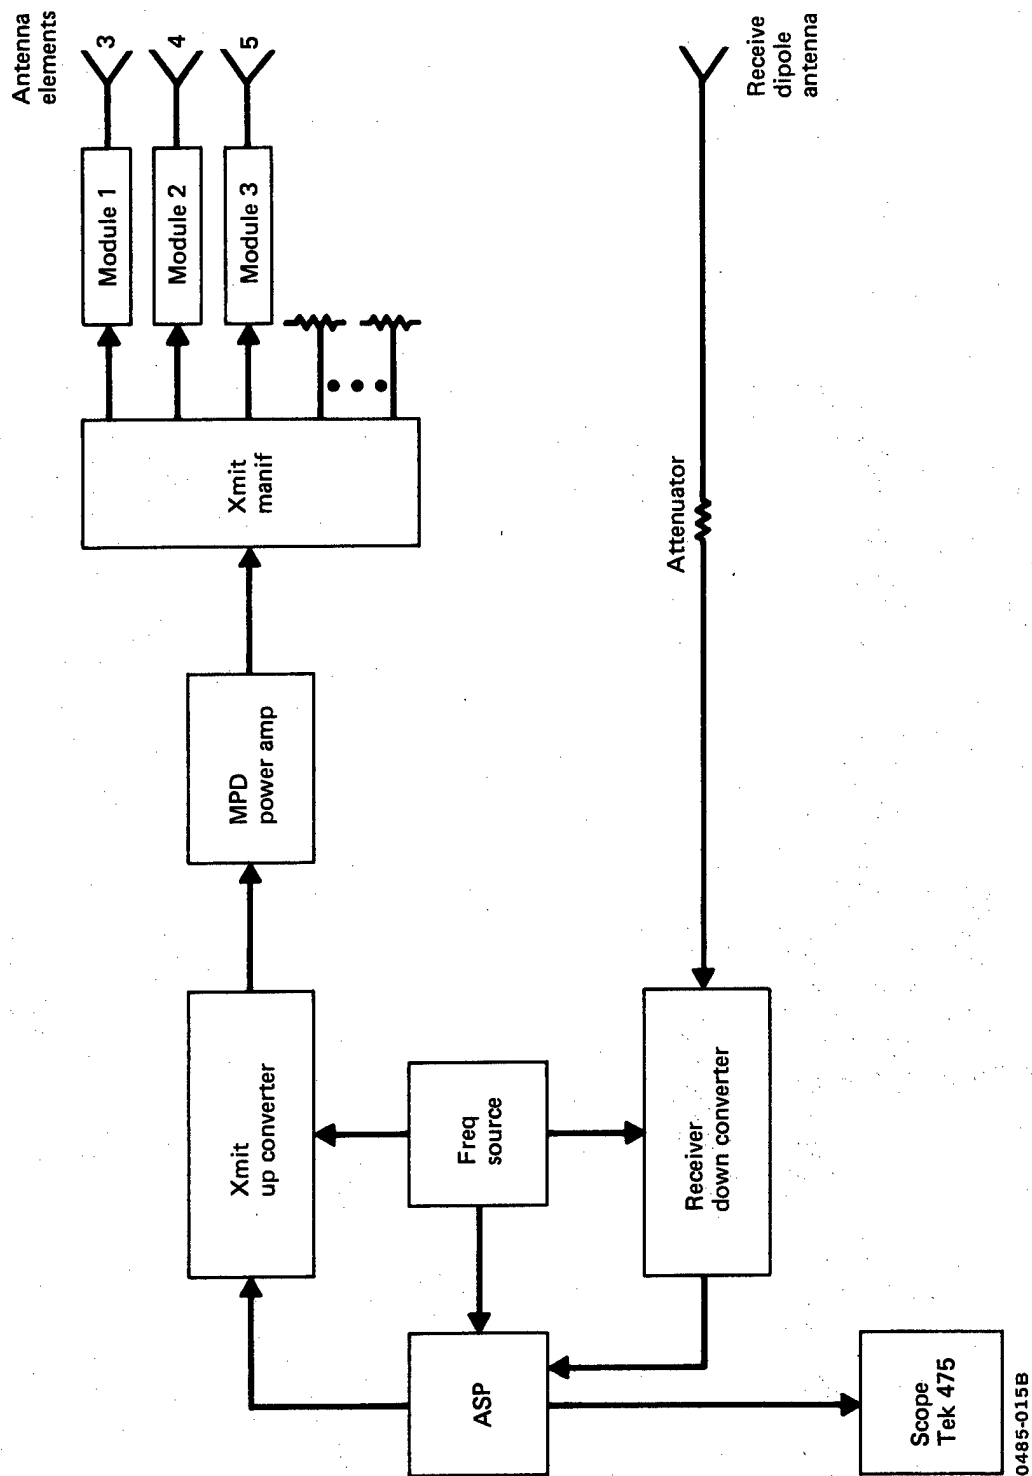 Antenna
elements
3
4
5
Module 1
Module 2
Module 3
Xmit
manif
MPD
power amp
Xmit
up converter
Freq
source
ASP
Receiver
down converter
Attenuator
Receive
dipole
antenna
Scope
Tek 475
0485-015B